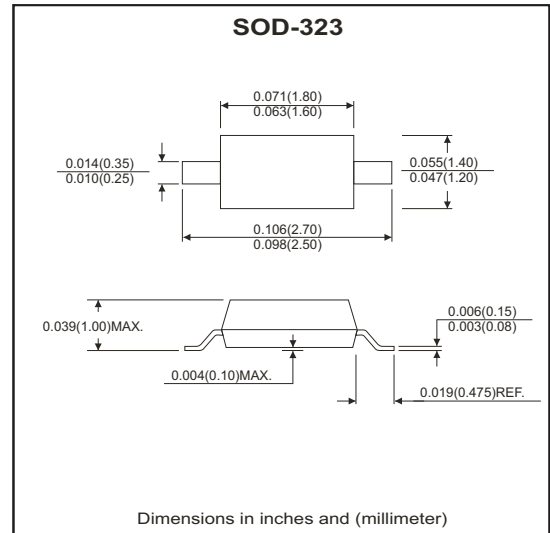 SOD-323
0.071(1.80)
0.063(1.60)
0.014(0.35)
0.010(0.25)
0.055(1.40)
0.047(1.20)
0.106(2.70)
0.098(2.50)
0.039(1.00)MAX.
0.006(0.15)
0.003(0.08)
0.004(0.10)MAX.
0.019(0.475)REF.
Dimensions in inches and (millimeter)